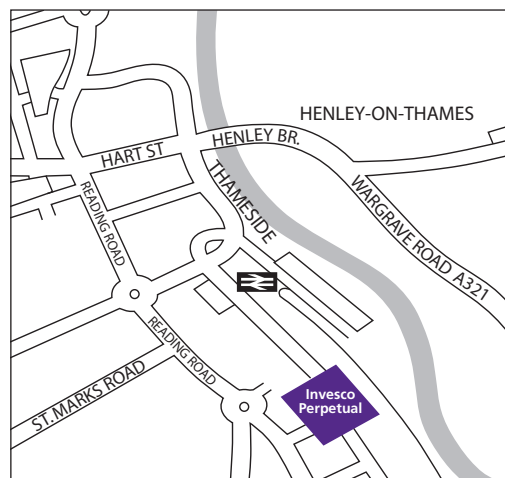 HENLEY-ON-THAMES
HENLEY BR.
HART ST
THAMESIDE
READING ROAD
WARGRAVE ROAD A321
READING ROAD
ST. MARKS ROAD
Invesco
Perpetual